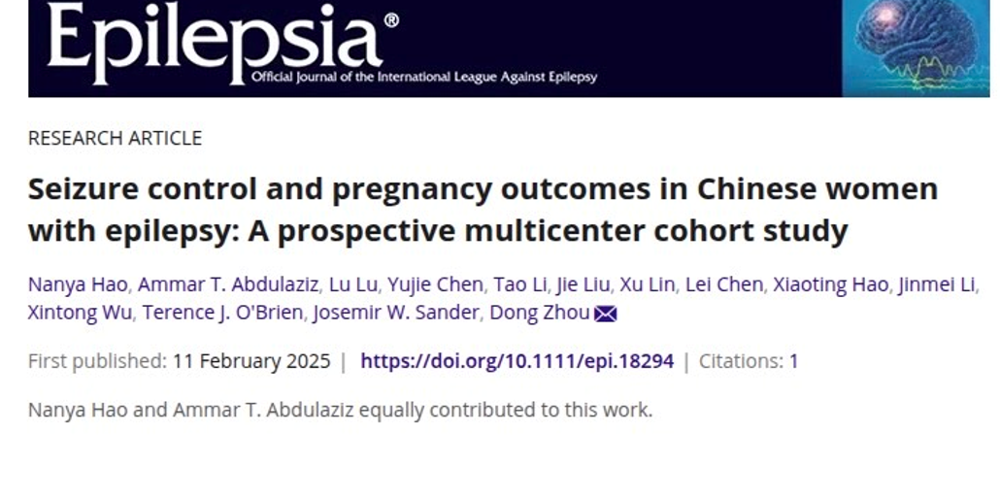 Epilepsia®
Official Journal of the International League Against Epilepsy
RESEARCH ARTICLE
Seizure control and pregnancy outcomes in Chinese women
with epilepsy: A prospective multicenter cohort study
Nanya Hao, Ammar T. Abdulaziz, Lu Lu, Yujie Chen, Tao Li, Jie Liu, Xu Lin, Lei Chen, Xiaoting Hao, Jinmei Li,
Xintong Wu, Terence J. O'Brien, Josemir W. Sander, Dong Zhou
First published: 11 February 2025 | https://doi.org/10.1111/epi.18294 | Citations: 1
Nanya Hao and Ammar T. Abdulaziz equally contributed to this work.